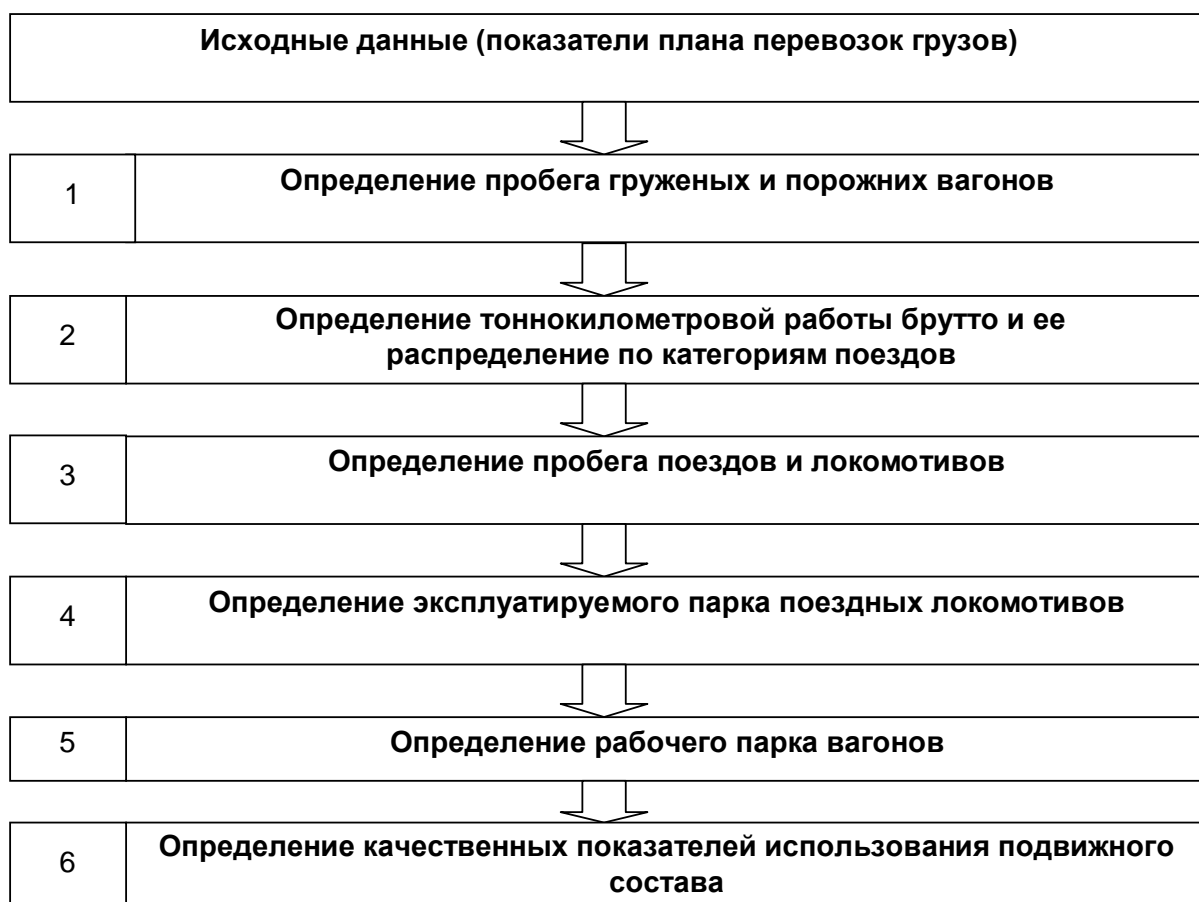 Исходные данные (показатели плана перевозок грузов)
1
Определение пробега груженых и порожних вагонов
2
Определение тоннокилометровой работы брутто и ее
распределение по категориям поездов
3
Определение пробега поездов и локомотивов
4
Определение эксплуатируемого парка поездных локомотивов
5
Определение рабочего парка вагонов
6
Определение качественных показателей использования подвижного
состава